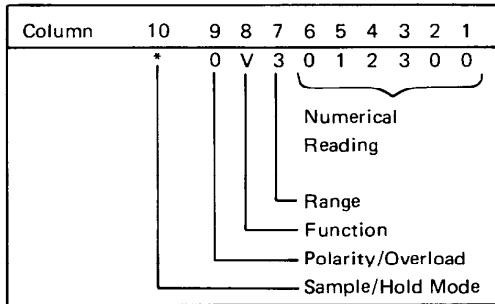 Column 10 9 8 7 6 5 4 3 2 1
* 0 V 3 0 1 2 3 0 0
Numerical
Reading
Range
Function
Polarity/Overload
Sample/Hold Mode